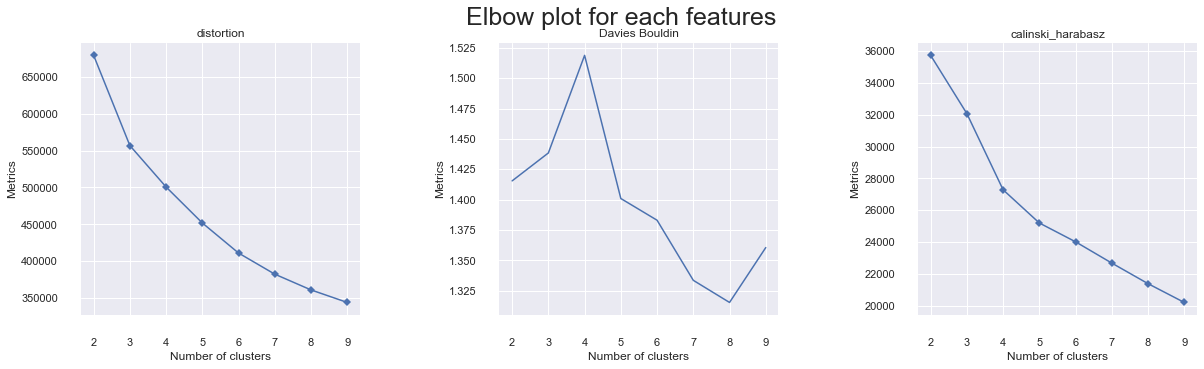 Elbow plot for each features
distortion
650000
600000
550000
500000
450000
400000
350000
Metrics
2 3 4 5 6 7 8 9
Number of clusters
Davies Bouldin
1.525
1.500
1.475
1.450
1.425
1.400
1.375
1.350
1.325
Metrics
2 3 4 5 6 7 8 9
Number of clusters
calinski_harabasz
36000
34000
32000
30000
28000
26000
24000
22000
20000
Metrics
2 3 4 5 6 7 8 9
Number of clusters